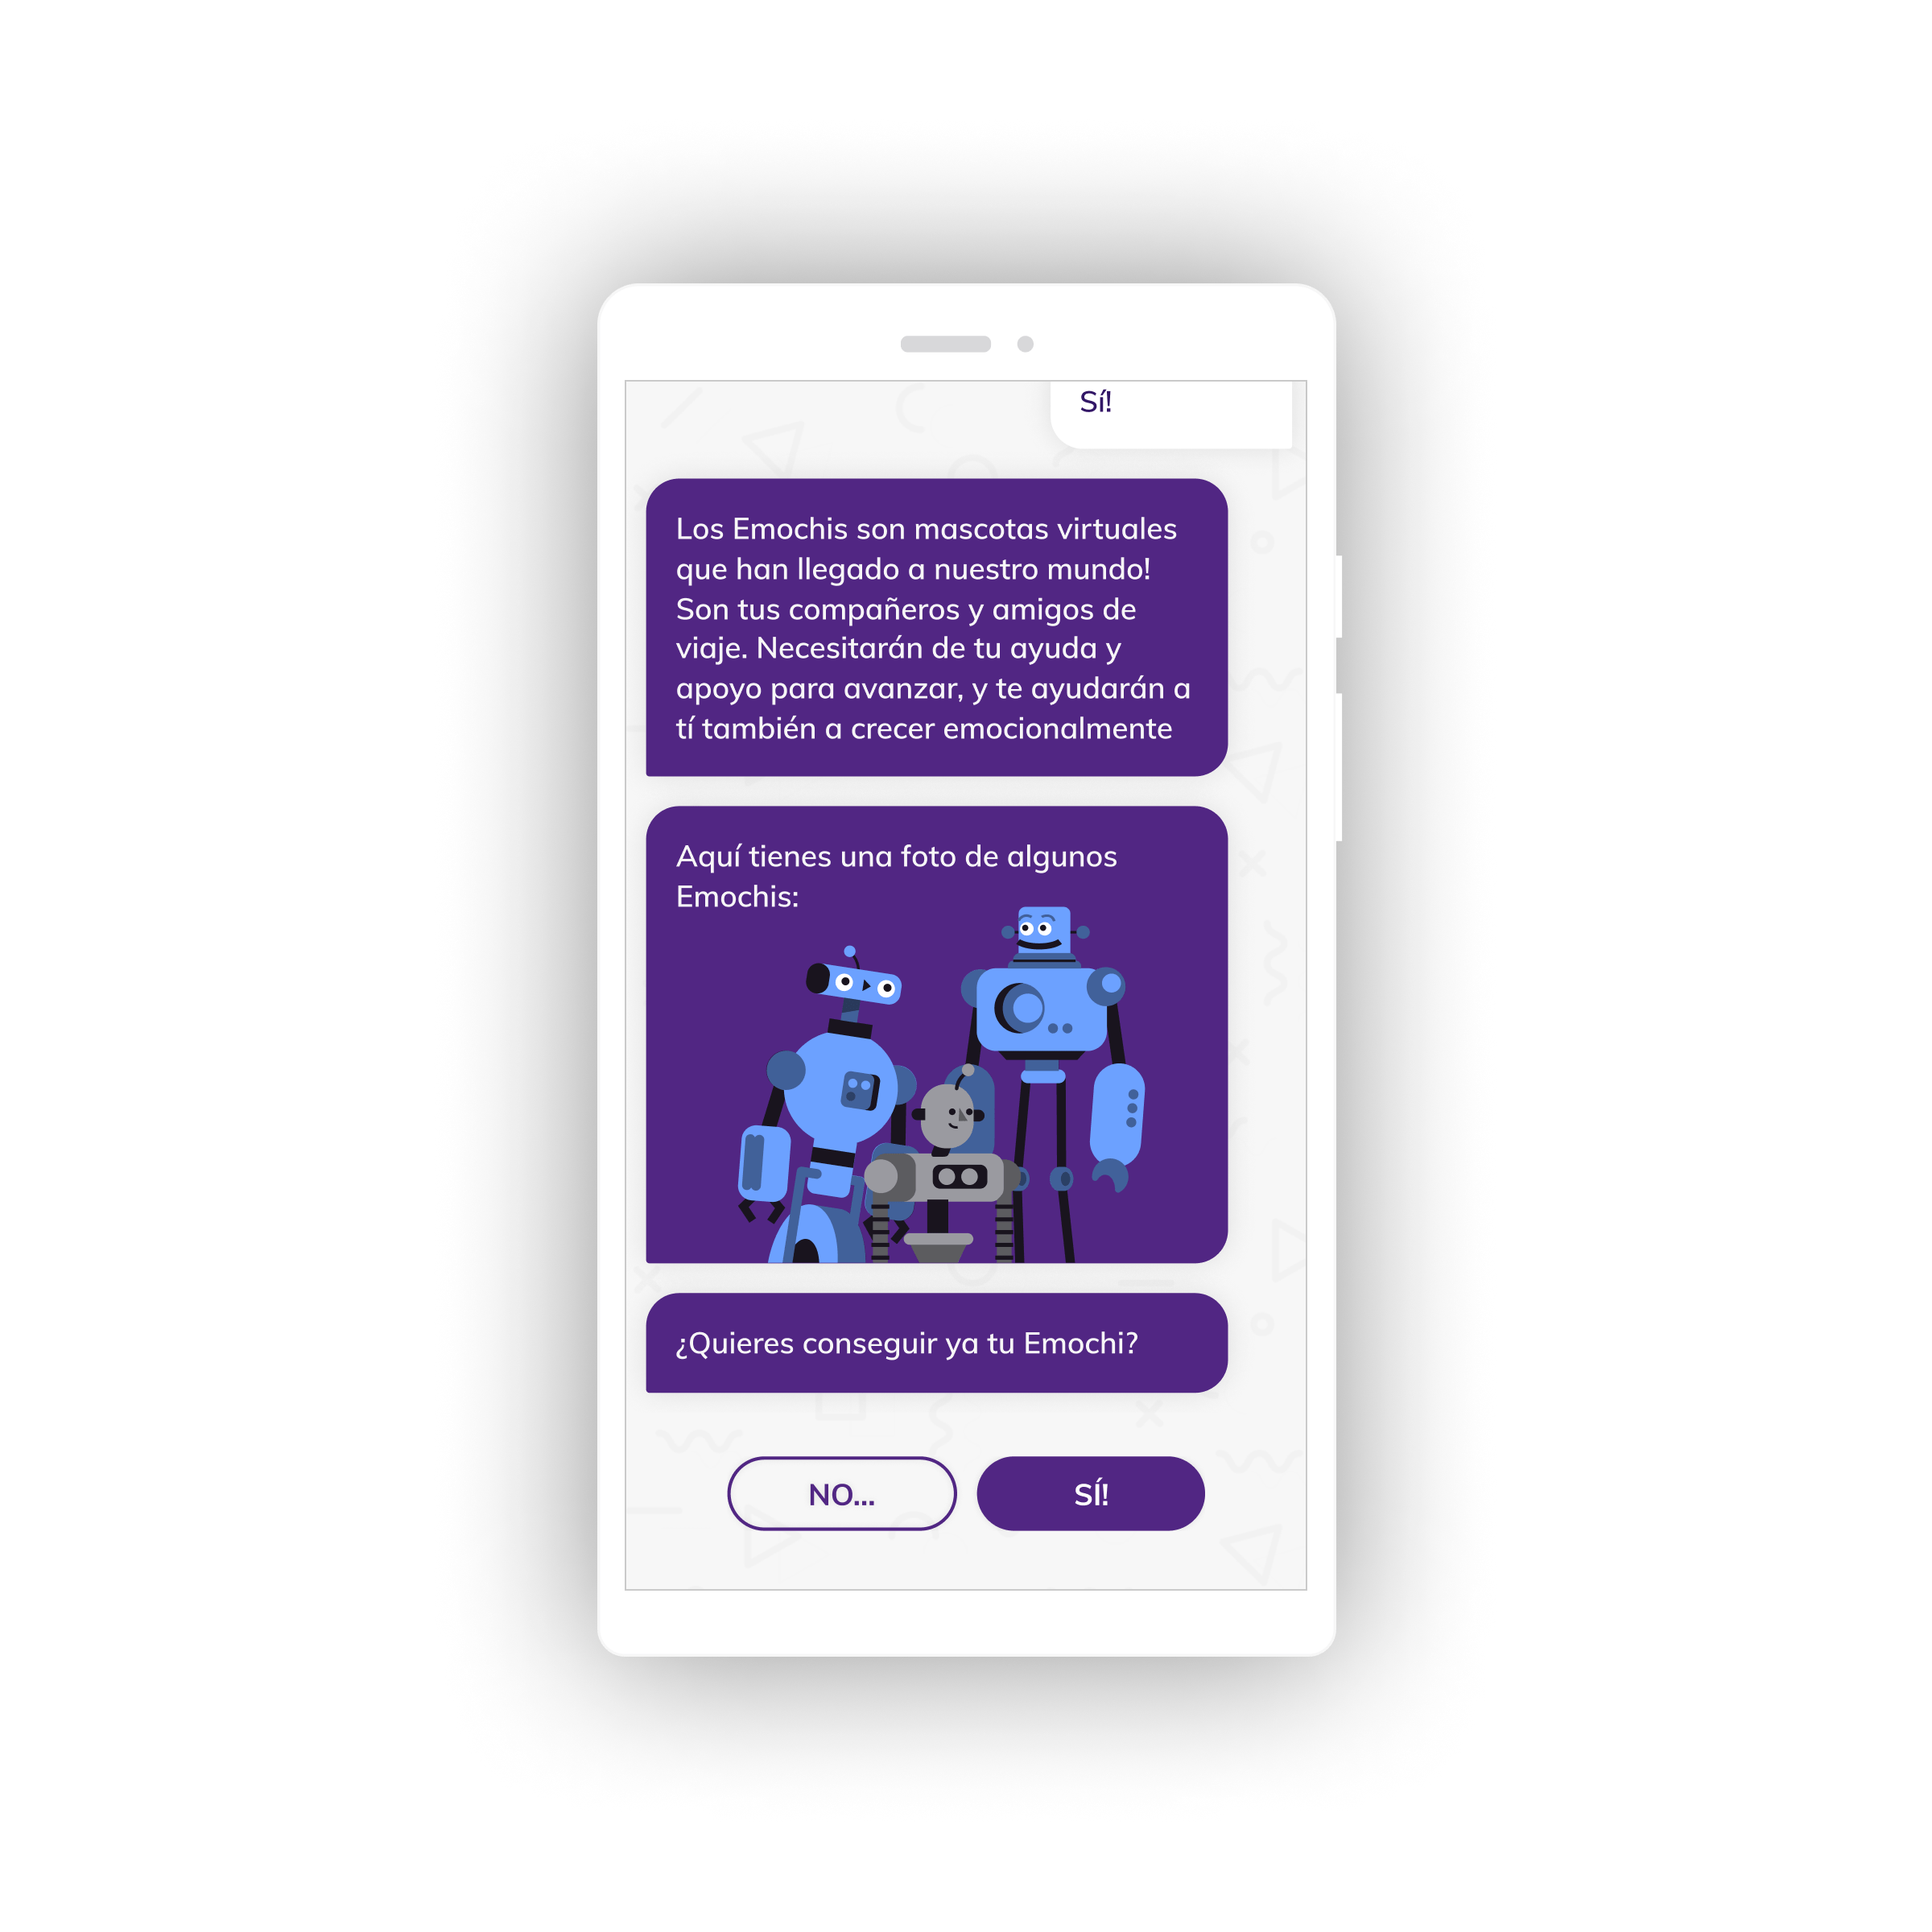 Sí!
Los Emochis son mascotas virtuales
que han llegado a nuestro mundo!
Son tus compañeros y amigos de
viaje. Necesitarán de tu ayuda y
apoyo para avanzar, y te ayudarán a
tí también a crecer emocionalmente
Aquí tienes una foto de algunos
Emochis:
¿Quieres conseguir ya tu Emochi?
NO...
SÍ!